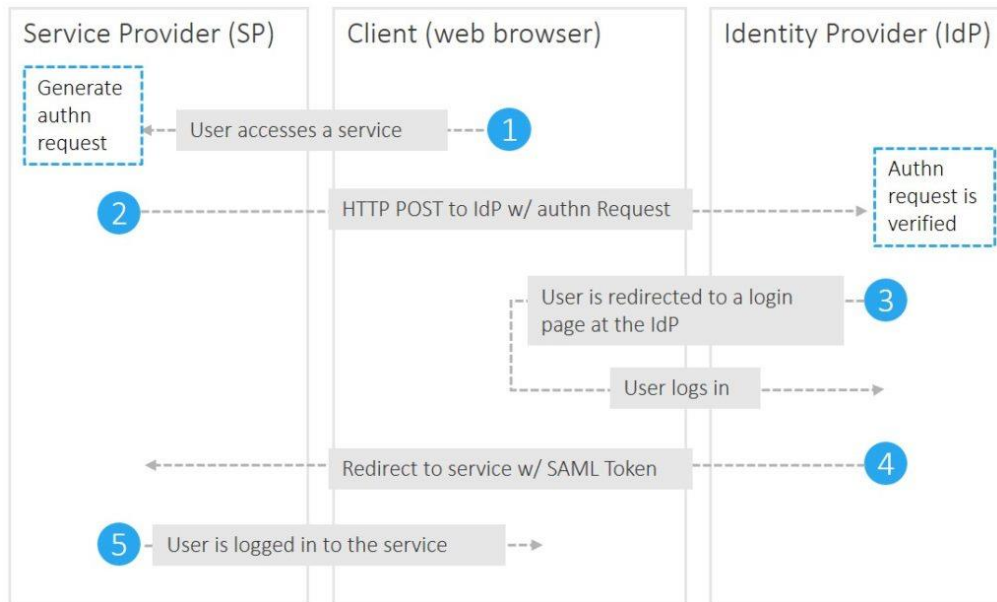 Service Provider (SP)
Client (web browser)
Identity Provider (IdP)
Generate
authn
request
User accesses a service
1
2
HTTP POST to IdP w/ authn Request
Authn
request is
verified
User is redirected to a login
page at the IdP
3
User logs in
Redirect to service w/ SAML Token
4
5
User is logged in to the service